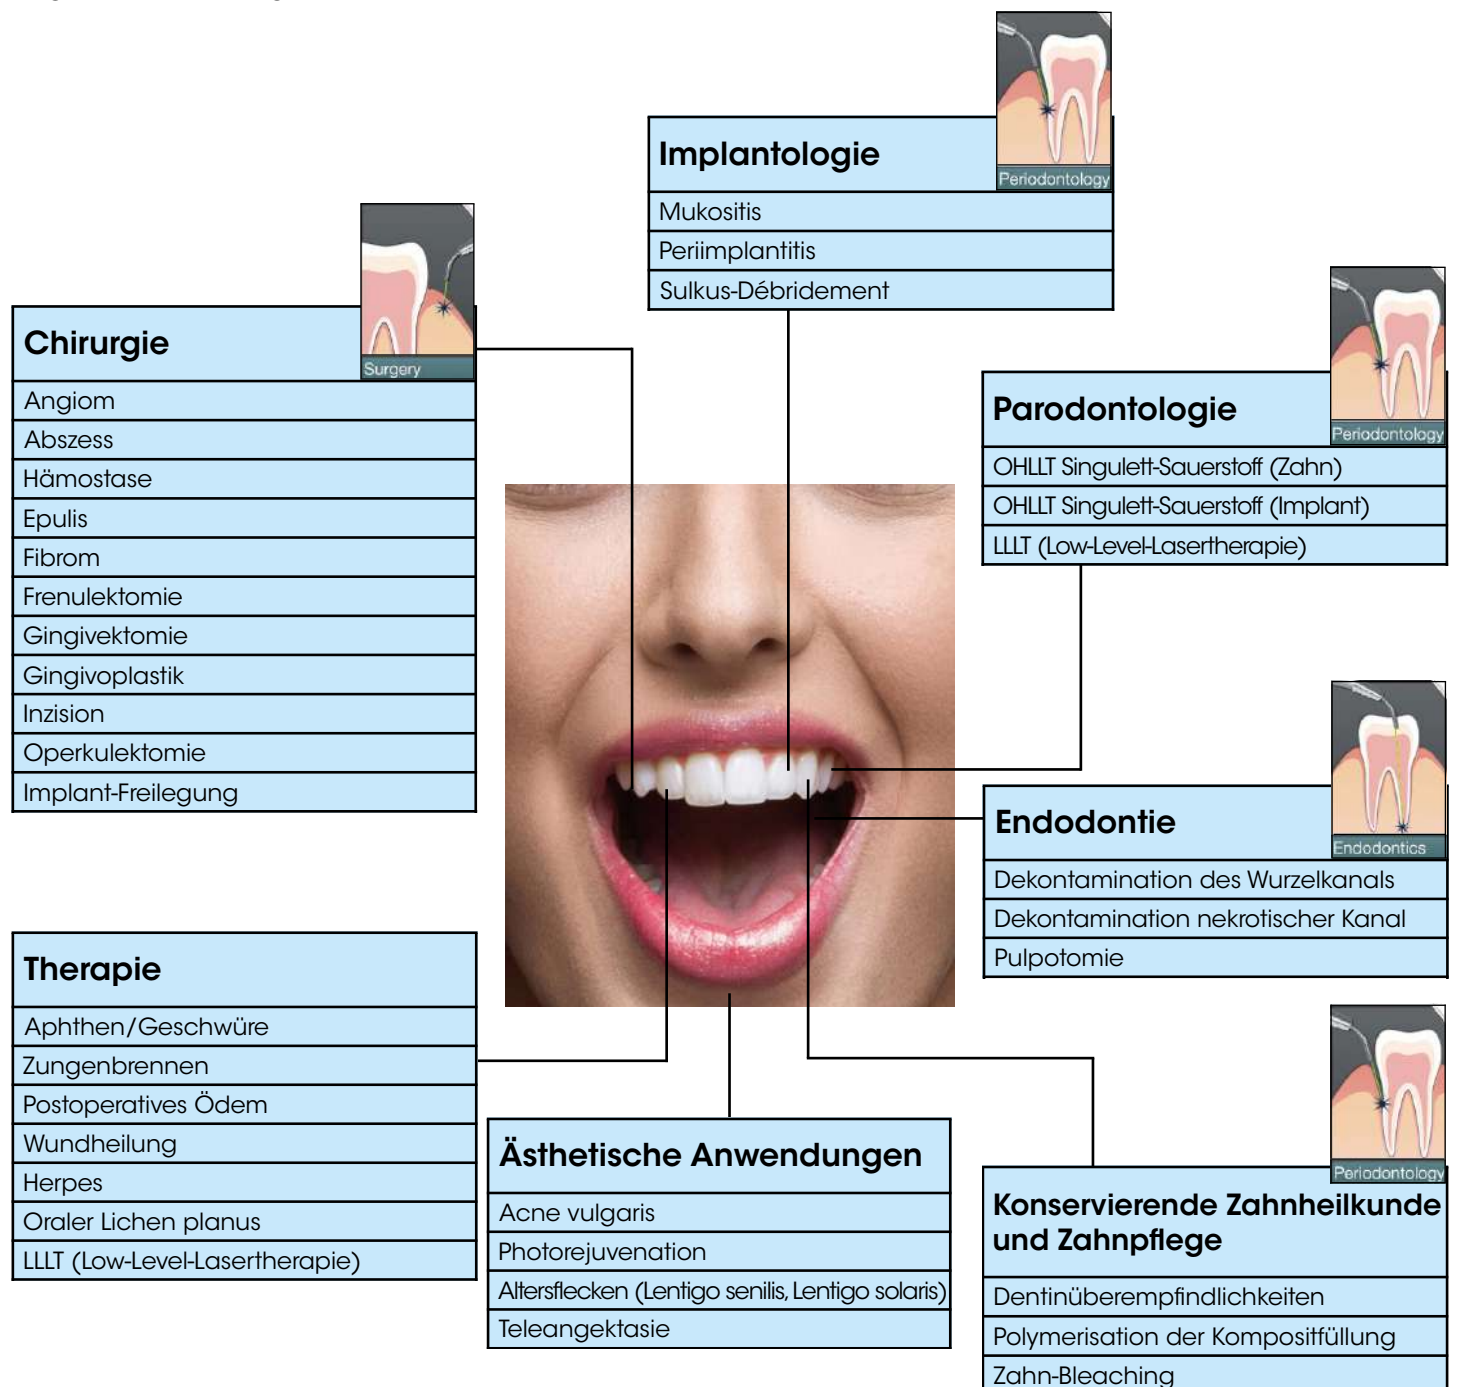 Implantologie
Periodontology
Mukositis
Periimplantitis
Sulkus-Débridement
Chirurgie
Surgery
Angiom
Abszess
Hämostase
Epulis
Fibrom
Frenulektomie
Gingivektomie
Gingivoplastik
Inzision
Operkulektomie
Implant-Freilegung
Parodontologie
Periodontology
OHLLT Singulett-Sauerstoff (Zahn)
OHLLT Singulett-Sauerstoff (Implant)
LLLT (Low-Level-Lasertherapie)
Endodontie
Endodontics
Dekontamination des Wurzelkanals
Dekontamination nekrotischer Kanal
Pulpotomie
Therapie
Aphthen/Geschwüre
Zungenbrennen
Postoperatives Ödem
Wundheilung
Herpes
Oraler Lichen planus
LLLT (Low-Level-Lasertherapie)
Ästhetische Anwendungen
Acne vulgaris
Photorejuvenation
Altersflecken (Lentigo senilis, Lentigo solaris)
Teleangektasie
Periodontology
Konservierende Zahnheilkunde
und Zahnpflege
Dentinüberempfindlichkeiten
Polymerisation der Kompositfüllung
Zahn-Bleaching